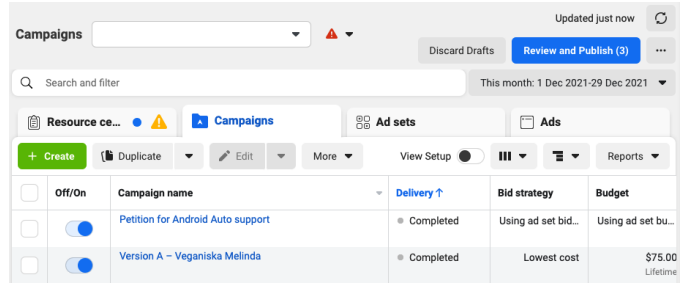 Updated just now
Campaigns
Discard Drafts
Review and Publish (3)
Search and filter
This month: 1 Dec 2021-29 Dec 2021
Resource ce...
Campaigns
Ad sets
Ads
+ Create
Duplicate
Edit
More
View Setup
Reports
Off/On
Campaign name
Delivery ↑
Bid strategy
Budget
Petition for Android Auto support
Completed
Using ad set bid...
Using ad set bu...
Version A – Veganiska Melinda
Completed
Lowest cost
$75.00
Lifetime